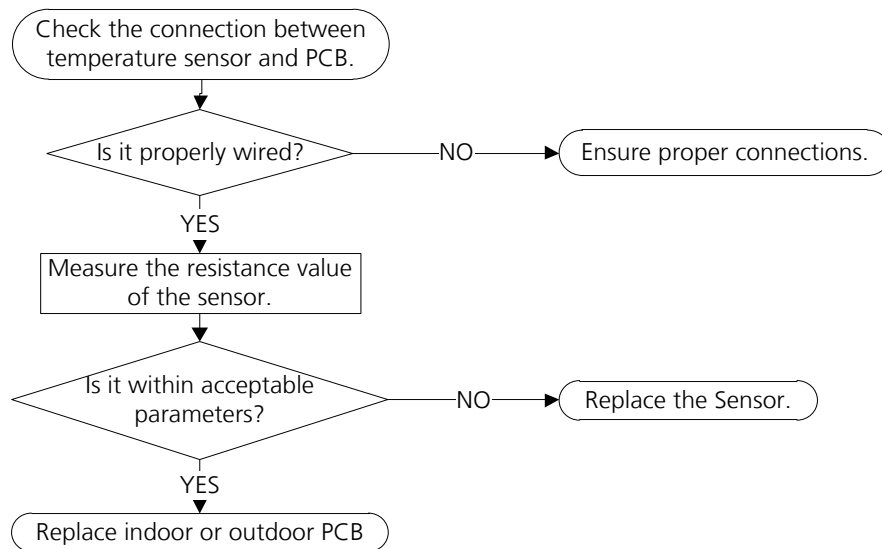 Check the connection between
temperature sensor and PCB.
Is it properly wired?
NO
Ensure proper connections.
YES
Measure the resistance value
of the sensor.
Is it within acceptable
parameters?
NO
Replace the Sensor.
YES
Replace indoor or outdoor PCB